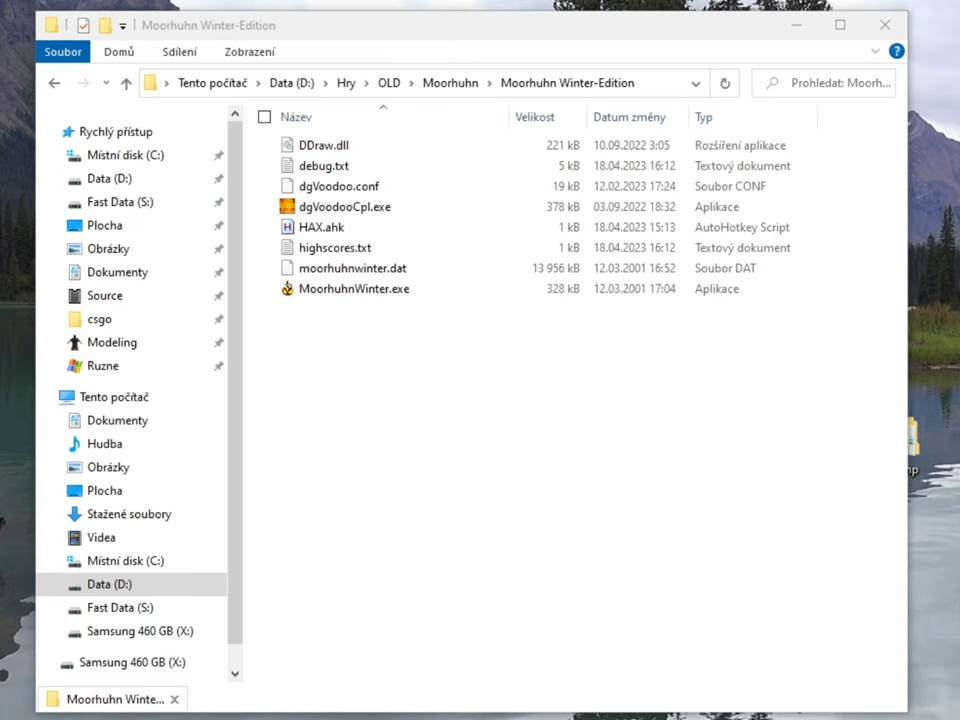 Moorhuhn Winter-Edition
Soubor Domů Sdílení Zobrazení
Tento počítač Data (D:) Hry OLD Moorhuhn Moorhuhn Winter-Edition Prohledat: Moorh...
Název Velikost Datum změny Typ
DDraw.dll 221 kB 10.09.2022 3:05 Rozšíření aplikace
debug.txt 5 kB 18.04.2023 16:12 Textový dokument
dgVoodoo.conf 19 kB 12.02.2023 17:24 Soubor CONF
dgVoodooCpl.exe 378 kB 03.09.2022 18:32 Aplikace
HAX.ahk 1 kB 18.04.2023 15:13 AutoHotkey Script
highscores.txt 1 kB 18.04.2023 16:12 Textový dokument
moorhuhnwinter.dat 13 956 kB 12.03.2001 16:52 Soubor DAT
MoorhuhnWinter.exe 328 kB 12.03.2001 17:04 Aplikace
Rychlý přístup
Místní disk (C:)
Data (D:)
Fast Data (S:)
Plocha
Obrázky
Dokumenty
Source
csgo
Modeling
Ruzne
Tento počítač
Dokumenty
Hudba
Obrázky
Plocha
Stažené soubory
Videa
Místní disk (C:)
Data (D:)
Fast Data (S:)
Samsung 460 GB (X:)
Samsung 460 GB (X:)
Moorhuhn Winte...